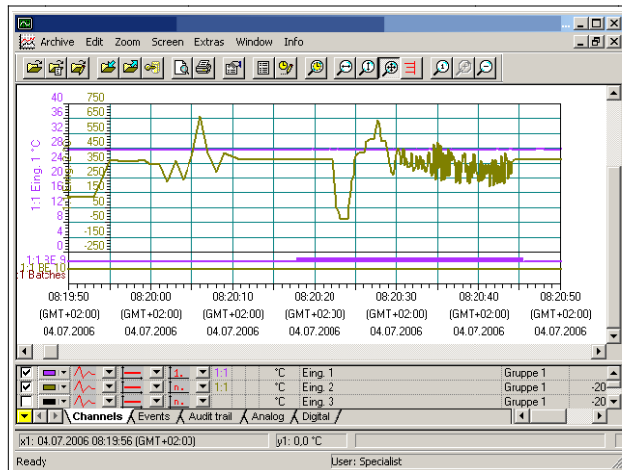 Archive Edit Zoom Screen Extras Window Info
40 750
36 650
32 550
28 450
24 350
20 250
16 150
12 50
8 -50
4 -150
0 -250
1:1 Eing. 1 °C
1:1 BE 9
1:1 BE 10
:1 Batches
08:19:50 08:20:00 08:20:10 08:20:20 08:20:30 08:20:40 08:20:50
(GMT+02:00) (GMT+02:00) (GMT+02:00) (GMT+02:00) (GMT+02:00) (GMT+02:00) (GMT+02:00)
04.07.2006 04.07.2006 04.07.2006 04.07.2006 04.07.2006 04.07.2006 04.07.2006
1. 1:1 °C Eing. 1 Gruppe 1
n. 1:1 °C Eing. 2 Gruppe 1 -20
n. °C Eing. 3 Gruppe 1 -20
Channels Events Audit trail Analog Digital
x1: 04.07.2006 08:19:56 (GMT+02:00) y1: 0,0 °C
Ready User: Specialist